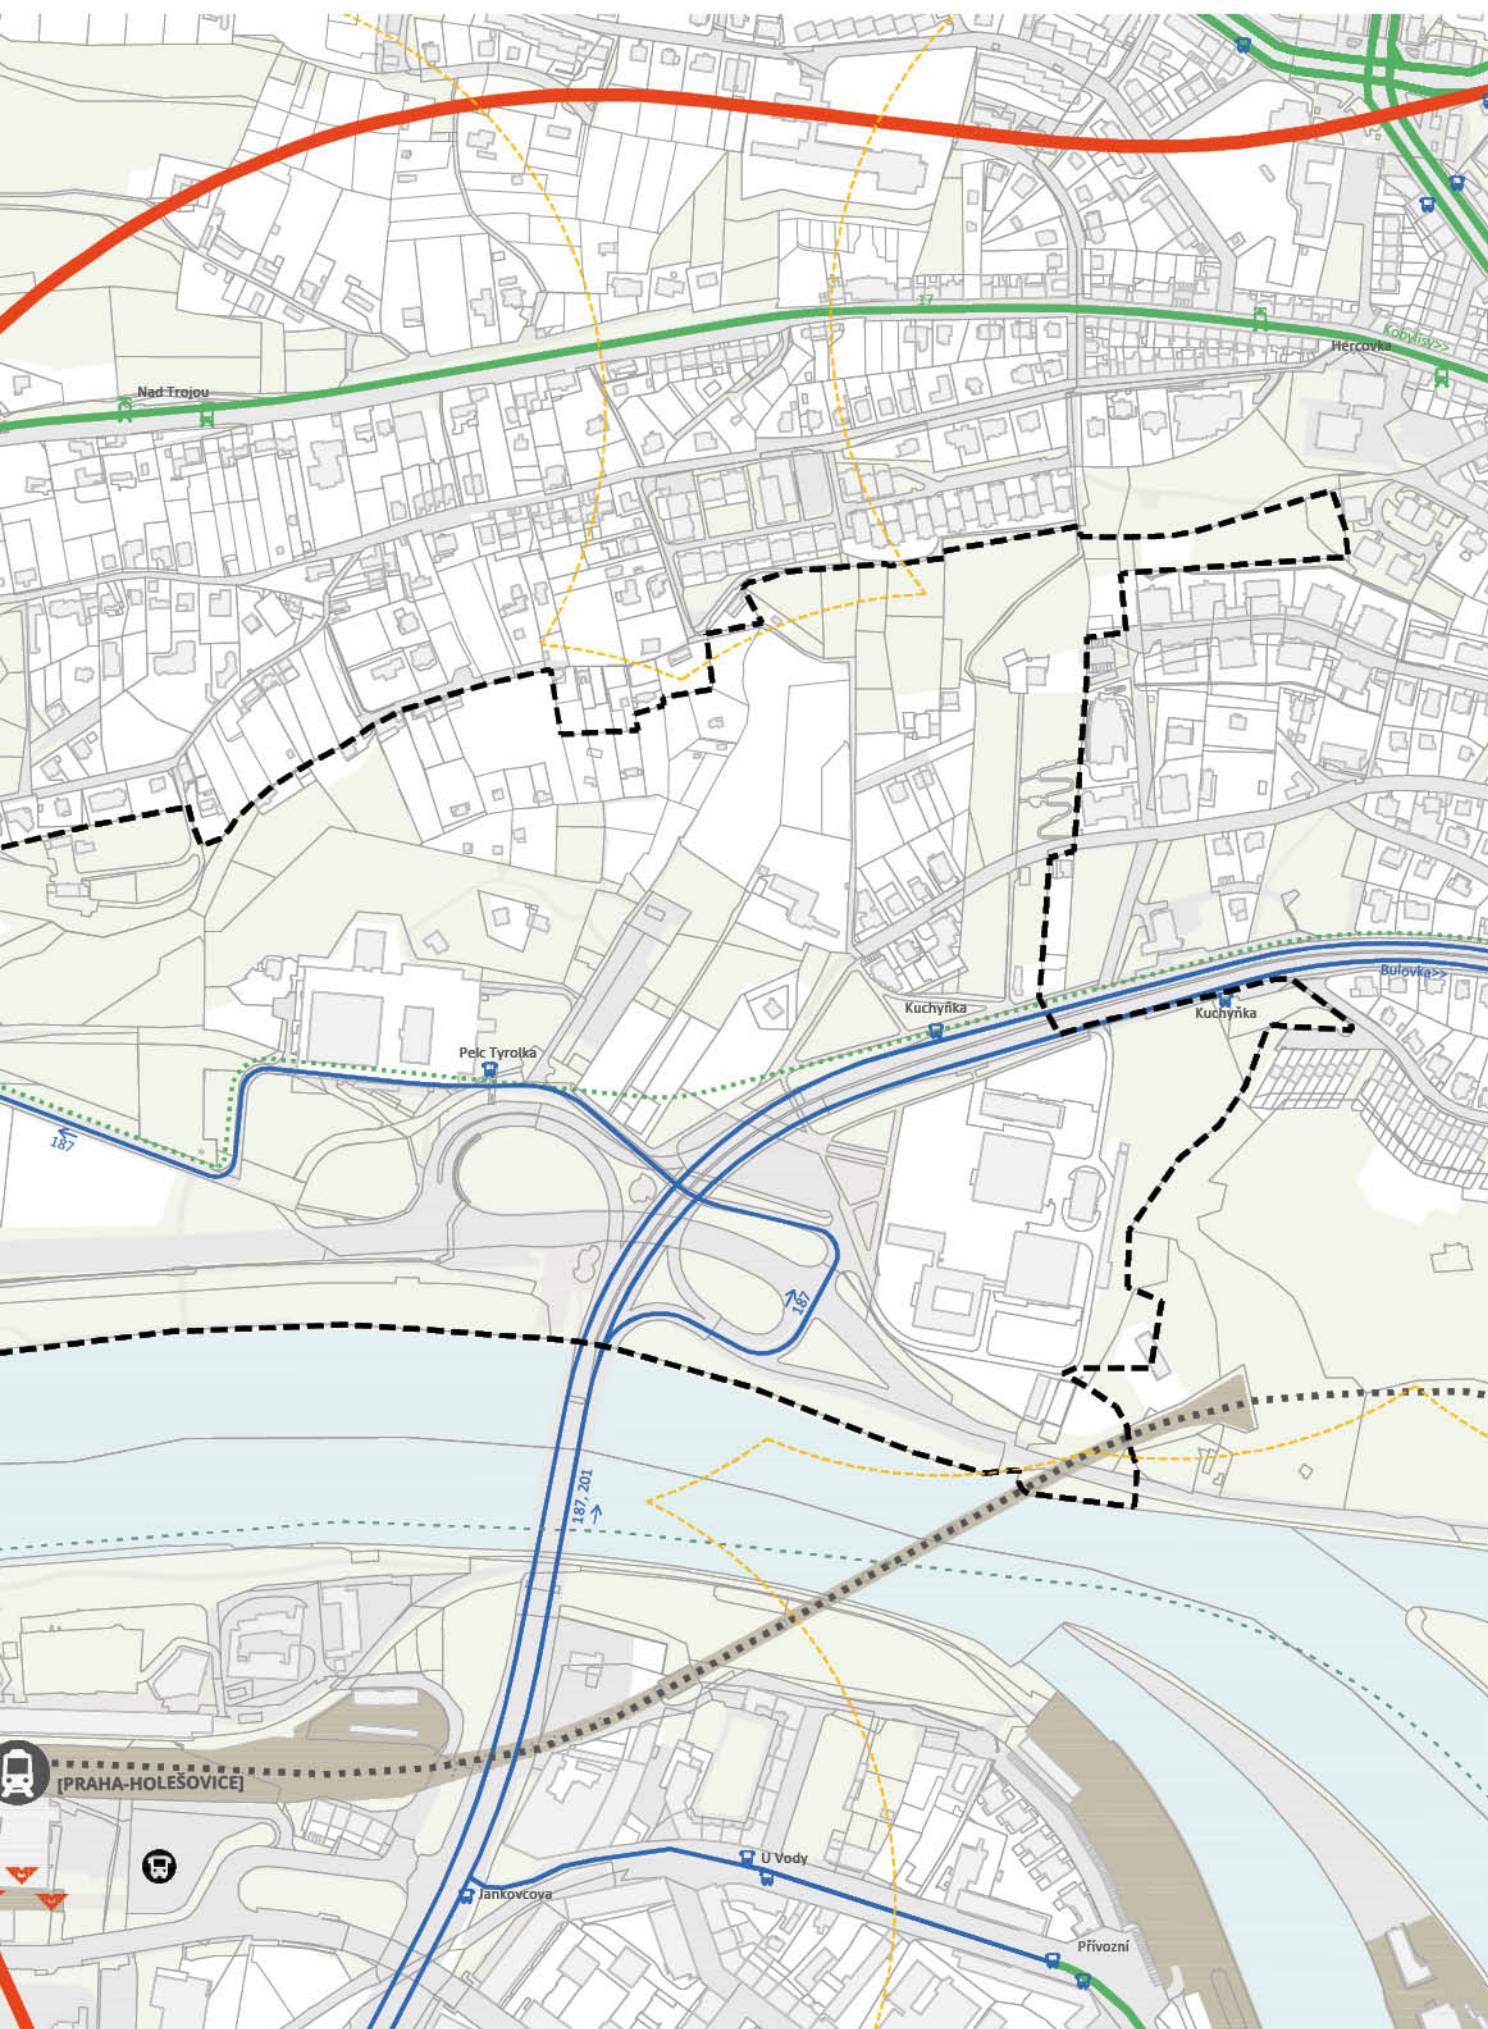 17
Kobylisy>>
Hercovka
Nad Trojou
Bulovka>>
Kuchyňka
Kuchyňka
Pelc Tyrolka
187
187
187, 201
[PRAHA-HOLEŠOVICE]
U Vody
Jankovcova
Přívozní